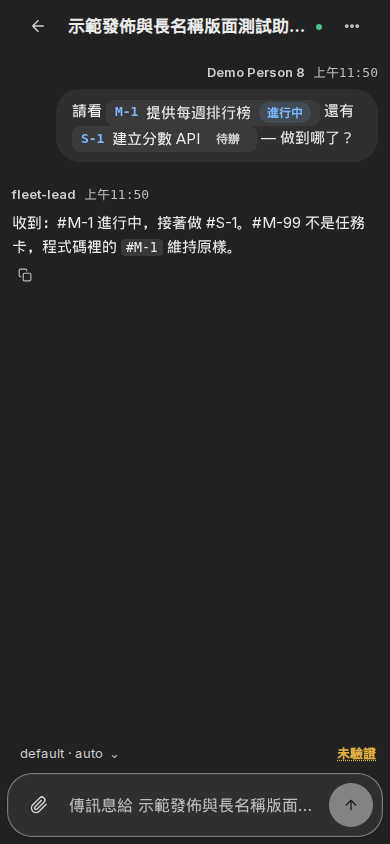 示範發佈與長名稱版面測試助...
Demo Person 8 上午11:50
請看 M-1 提供每週排行榜 進行中 還有
S-1 建立分數 API 待辦 — 做到哪了？
fleet-lead 上午11:50
收到：#M-1 進行中，接著做 #S-1。#M-99 不是任務
卡，程式碼裡的 #M-1 維持原樣。
default · auto
未驗證
傳訊息給 示範發佈與長名稱版面...